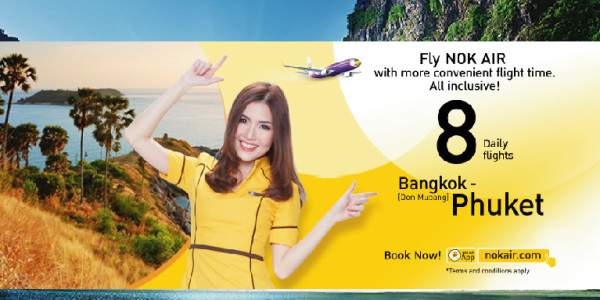 Fly NOK AIR
with more convenient flight time.
All inclusive!
8
Daily
flights
Bangkok -
(Don Mueang)
Phuket
Book Now!
App
nokair.com
*Terms and conditions apply